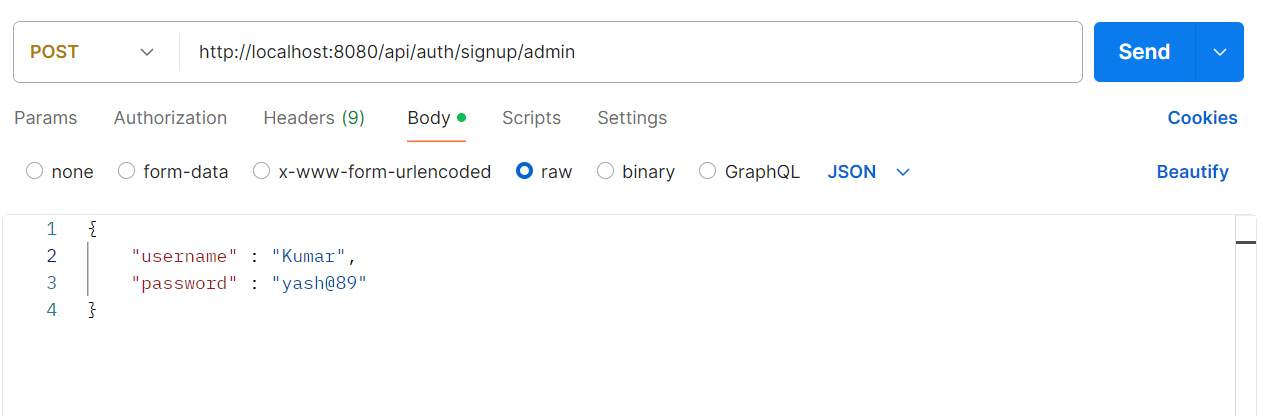 POST http://localhost:8080/api/auth/signup/admin Send
Params Authorization Headers (9) Body Scripts Settings Cookies
none form-data x-www-form-urlencoded raw binary GraphQL JSON Beautify
1 {
2 "username" : "Kumar",
3 "password" : "yash@89"
4 }